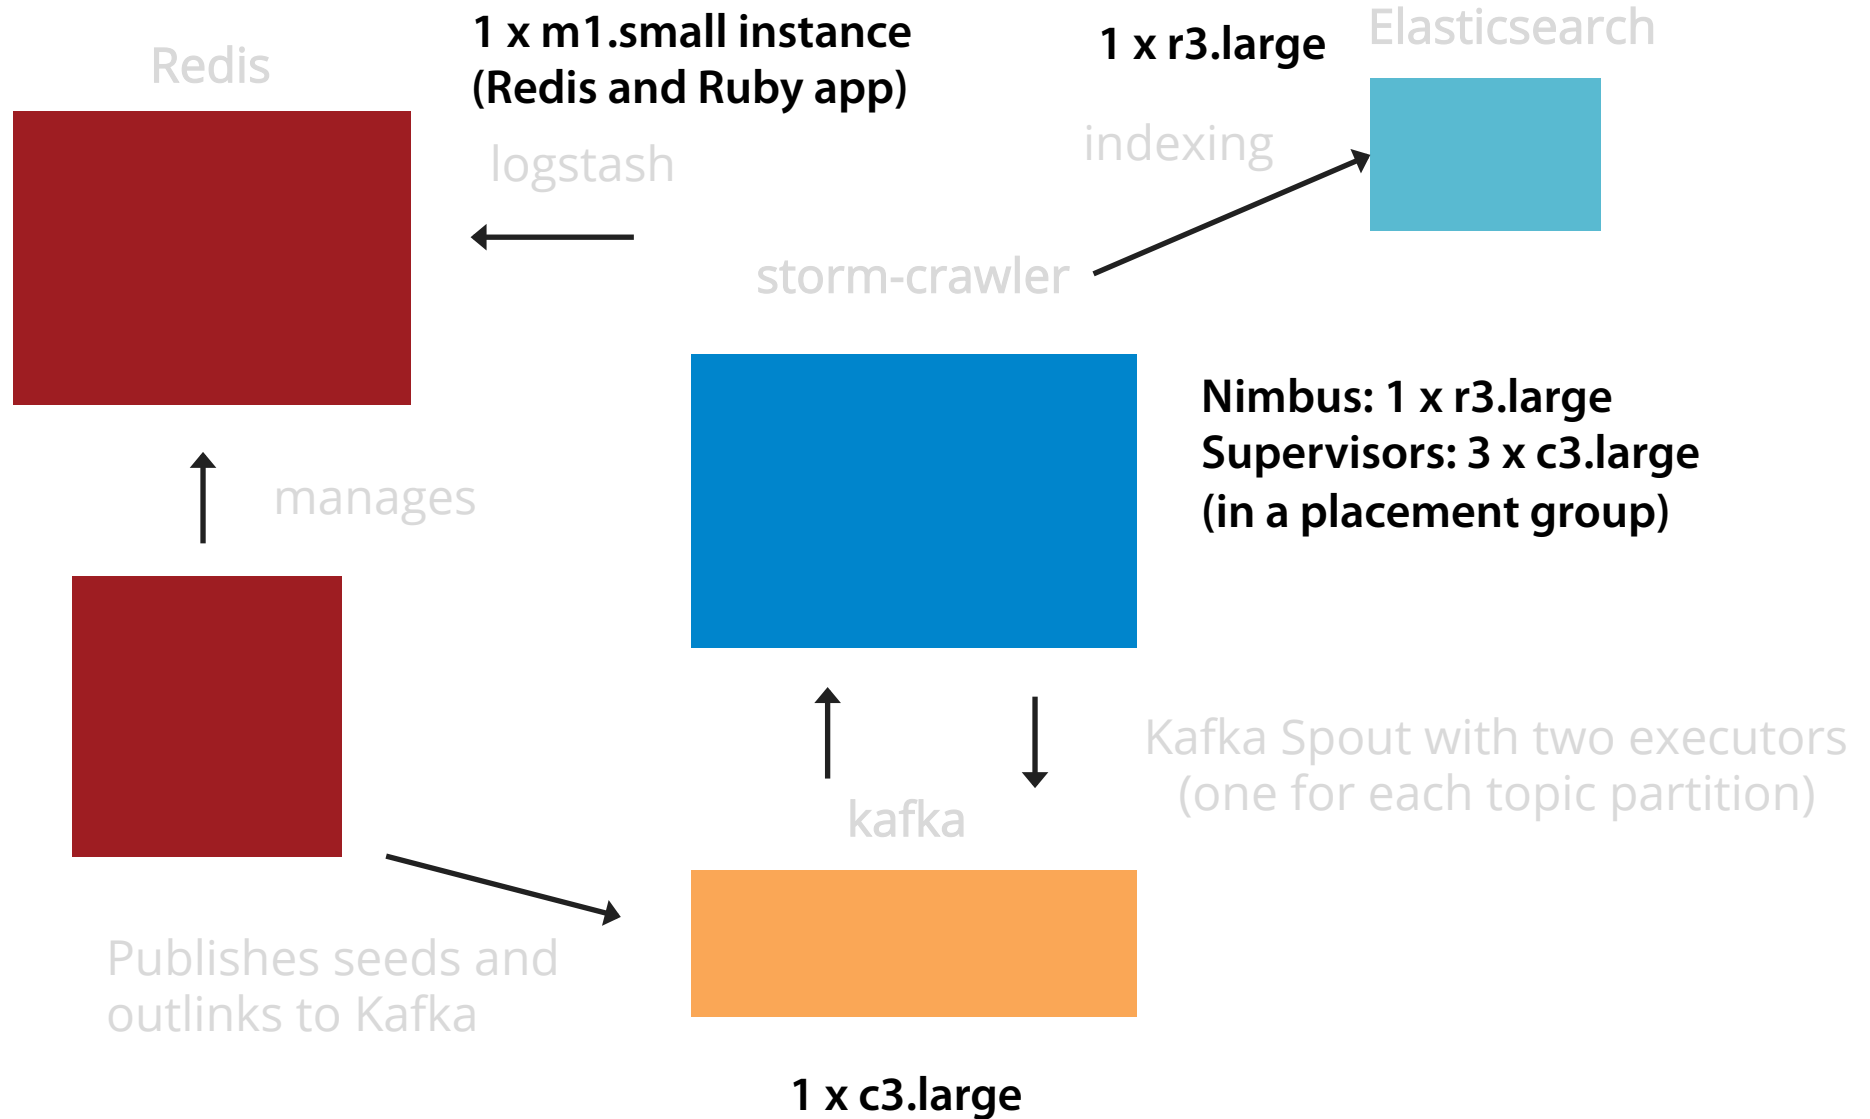 Redis
1 x m1.small instance
(Redis and Ruby app)
1 x r3.large
Elasticsearch
logstash
indexing
storm-crawler
Nimbus: 1 x r3.large
Supervisors: 3 x c3.large
(in a placement group)
manages
Kafka Spout with two executors
(one for each topic partition)
kafka
Publishes seeds and
outlinks to Kafka
1 x c3.large